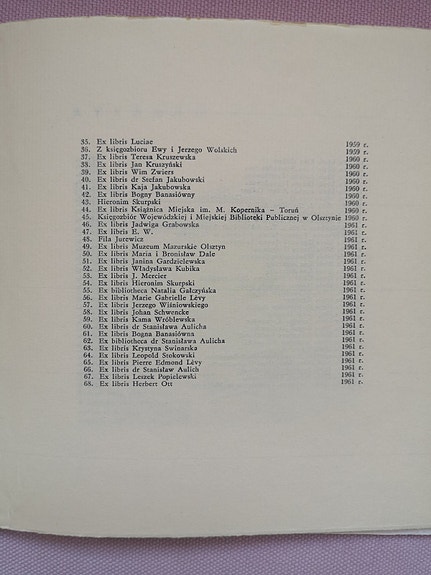 35. Ex libris Luciae 1959 r.
36. Z księgozbioru Ewy i Jerzego Wolskich 1959 r.
37. Ex libris Teresa Kruszewska 1960 r.
38. Ex libris Jan Kruszyński 1960 r.
39. Ex libris Wim Zwiers 1960 r.
40. Ex libris dr Stefan Jakubowski 1960 r.
41. Ex libris Kaja Jakubowska 1960 r.
42. Ex libris Bogny Banasiówny 1960 r.
43. Hieronim Skurpski 1960 r.
44. Ex libris Książnica Miejska im. M. Kopernika – Toruń 1960 r.
45. Księgozbiór Wojewódzkiej i Miejskiej Biblioteki Publicznej w Olsztynie 1960 r.
46. Ex libris Jadwiga Grabowska 1961 r.
47. Ex libris E. W. 1961 r.
48. Fila Jurewicz 1961 r.
49. Ex libris Muzeum Mazurskie Olsztyn 1961 r.
50. Ex libris Maria i Bronisław Dale 1961 r.
51. Ex libris Janina Gardzielewska 1961 r.
52. Ex libris Władysława Kubika 1961 r.
53. Ex libris J. Mercier 1961 r.
54. Ex libris Hieronim Skurpski 1961 r.
55. Ex bibliotheca Natalia Gałczyńska 1961 r.
56. Ex libris Marie Gabrielle Lévy 1961 r.
57. Ex libris Jerzego Wiśniowskiego 1961 r.
58. Ex libris Johan Schwencke 1961 r.
59. Ex libris Kama Wróblewska 1961 r.
60. Ex libris dr Stanisława Aulicha 1961 r.
61. Ex libris Bogna Banasiówna 1961 r.
62. Ex bibliotheca dr Stanisława Aulicha 1961 r.
63. Ex libris Krystyna Swinarska 1961 r.
64. Ex libris Leopold Stokowski 1961 r.
65. Ex libris Pierre Edmond Lévy 1961 r.
66. Ex libris dr Stanisław Aulich 1961 r.
67. Ex libris Leszek Popielewski 1961 r.
68. Ex libris Herbert Ott 1961 r.